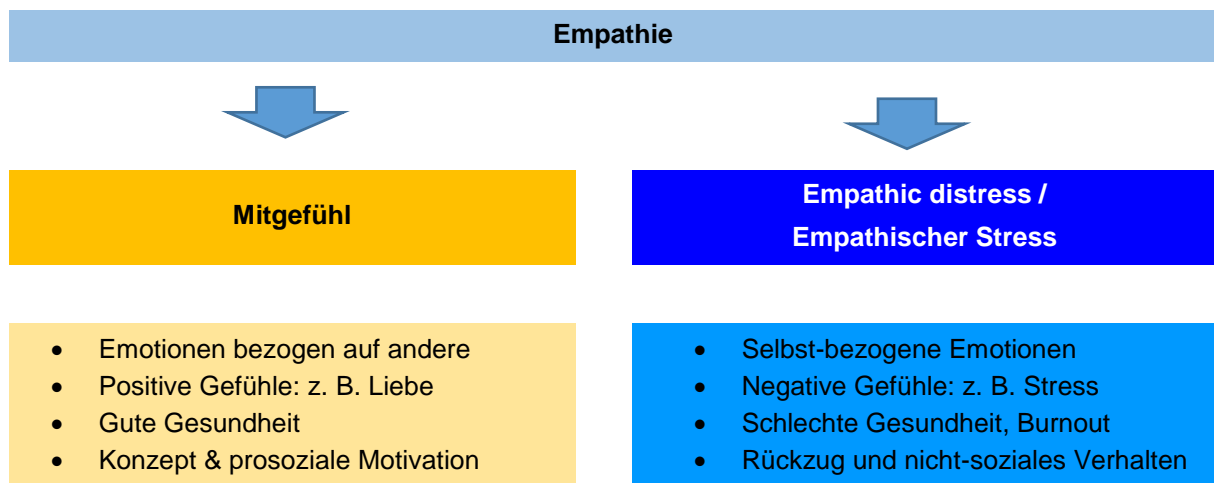 Empathie
Mitgefühl
Empathic distress /
Empathischer Stress
• Emotionen bezogen auf andere
• Positive Gefühle: z. B. Liebe
• Gute Gesundheit
• Konzept & prosoziale Motivation
• Selbst-bezogene Emotionen
• Negative Gefühle: z. B. Stress
• Schlechte Gesundheit, Burnout
• Rückzug und nicht-soziales Verhalten